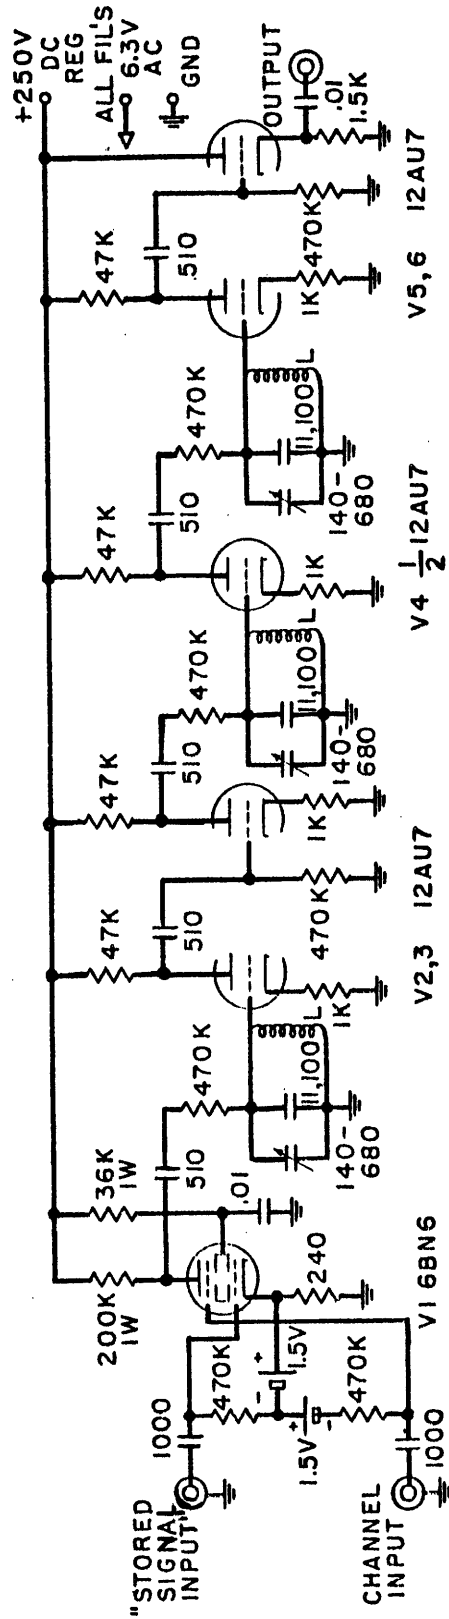 +250V
DC
REG
ALL FIL'S
6.3V
AC
GND
OUTPUT
.01
1.5K
47K
510
470K
1K
12AU7
V5,6
L
11,100
140-
680
470K
510
47K
1K
V4 1/2 12AU7
L
11,100
140-
680
470K
510
47K
1K
47K
510
470K
1K
12AU7
V2,3
L
11,100
140-
680
470K
510
36K
1W
.01
200K
1W
240
V1 6BN6
1.5V
+
-
470K
1.5V
+
-
470K
1000
1000
"STORED
SIGNAL
INPUT"
CHANNEL
INPUT